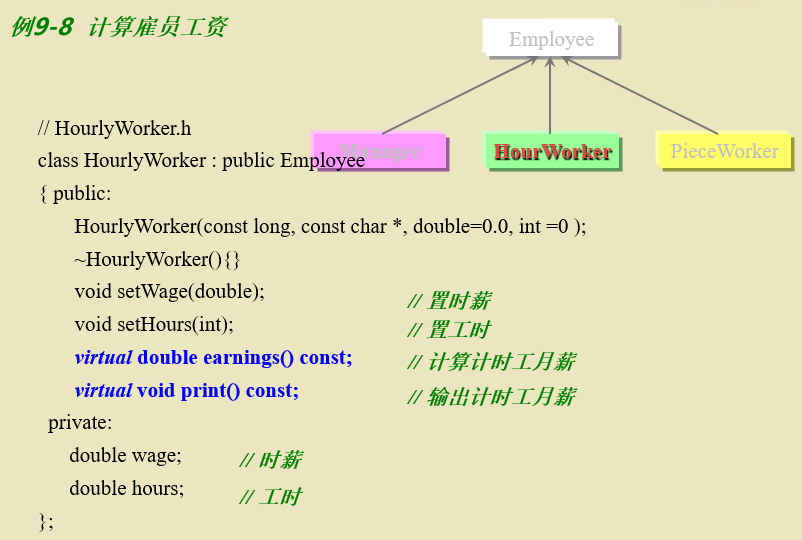 例9-8 计算雇员工资
Employee
Manager
HourWorker
PieceWorker
// HourlyWorker.h
class HourlyWorker : public Employee
{ public:
HourlyWorker(const long, const char *, double=0.0, int =0 );
~HourlyWorker(){}
void setWage(double); // 置时薪
void setHours(int); // 置工时
virtual double earnings() const; // 计算计时工月薪
virtual void print() const; // 输出计时工月薪
private:
double wage; // 时薪
double hours; // 工时
};